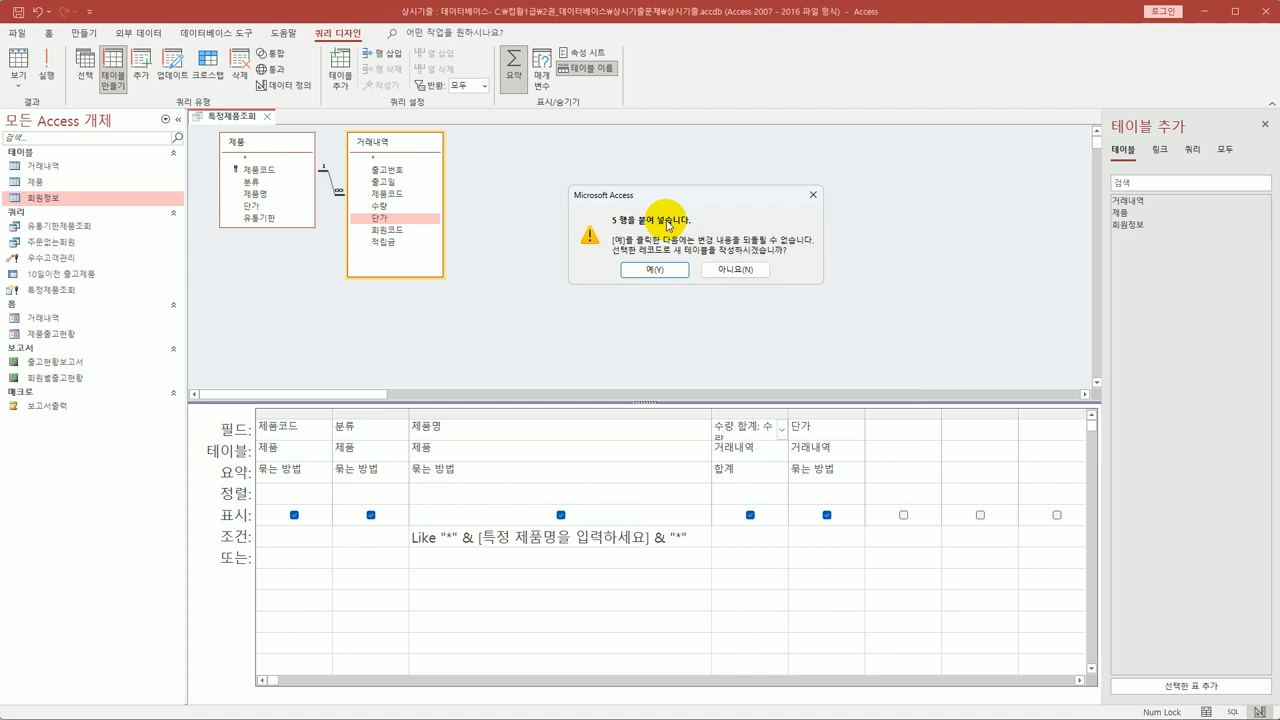 상시기출 : 데이터베이스- C:₩컴활1급₩2권_데이터베이스₩상시기출문제₩상시기출.accdb (Access 2007 - 2016 파일 형식) - Access
로그인
파일 홈 만들기 외부 데이터 데이터베이스 도구 도움말 쿼리 디자인 어떤 작업을 원하시나요?
보기 실행 선택 테이블 만들기 추가 업데이트 크로스탭 삭제 통합 통과 데이터 정의
테이블 추가 행 삽입 행 삭제 작성기 열 삽입 열 삭제 반환: 모두
요약 매개 변수 속성 시트 테이블 이름
결과 쿼리 유형 쿼리 설정 표시/숨기기
모든 Access 개체
검색...
테이블
거래내역
제품
회원정보
쿼리
유통기한제품조회
주문없는회원
우수고객관리
10일이전 출고제품
특정제품조회
폼
거래내역
제품출고현황
보고서
출고현황보고서
회원별출고현황
매크로
보고서출력
특정제품조회
제품
*
제품코드
분류
제품명
단가
유통기한
1
∞
거래내역
*
출고번호
출고일
제품코드
수량
단가
회원코드
적립금
Microsoft Access
5 행을 붙여 넣습니다.
[예]를 클릭한 다음에는 변경 내용을 되돌릴 수 없습니다.
선택한 레코드로 새 테이블을 작성하시겠습니까?
예(Y) 아니요(N)
필드: 제품코드 분류 제품명 수량 합계: 수량 단가
테이블: 제품 제품 제품 거래내역 거래내역
요약: 묶는 방법 묶는 방법 묶는 방법 합계 묶는 방법
정렬:
표시:
조건: Like "*" & [특정 제품명을 입력하세요] & "*"
또는:
테이블 추가
테이블 링크 쿼리 모두
검색
거래내역
제품
회원정보
선택한 표 추가
Num Lock SQL